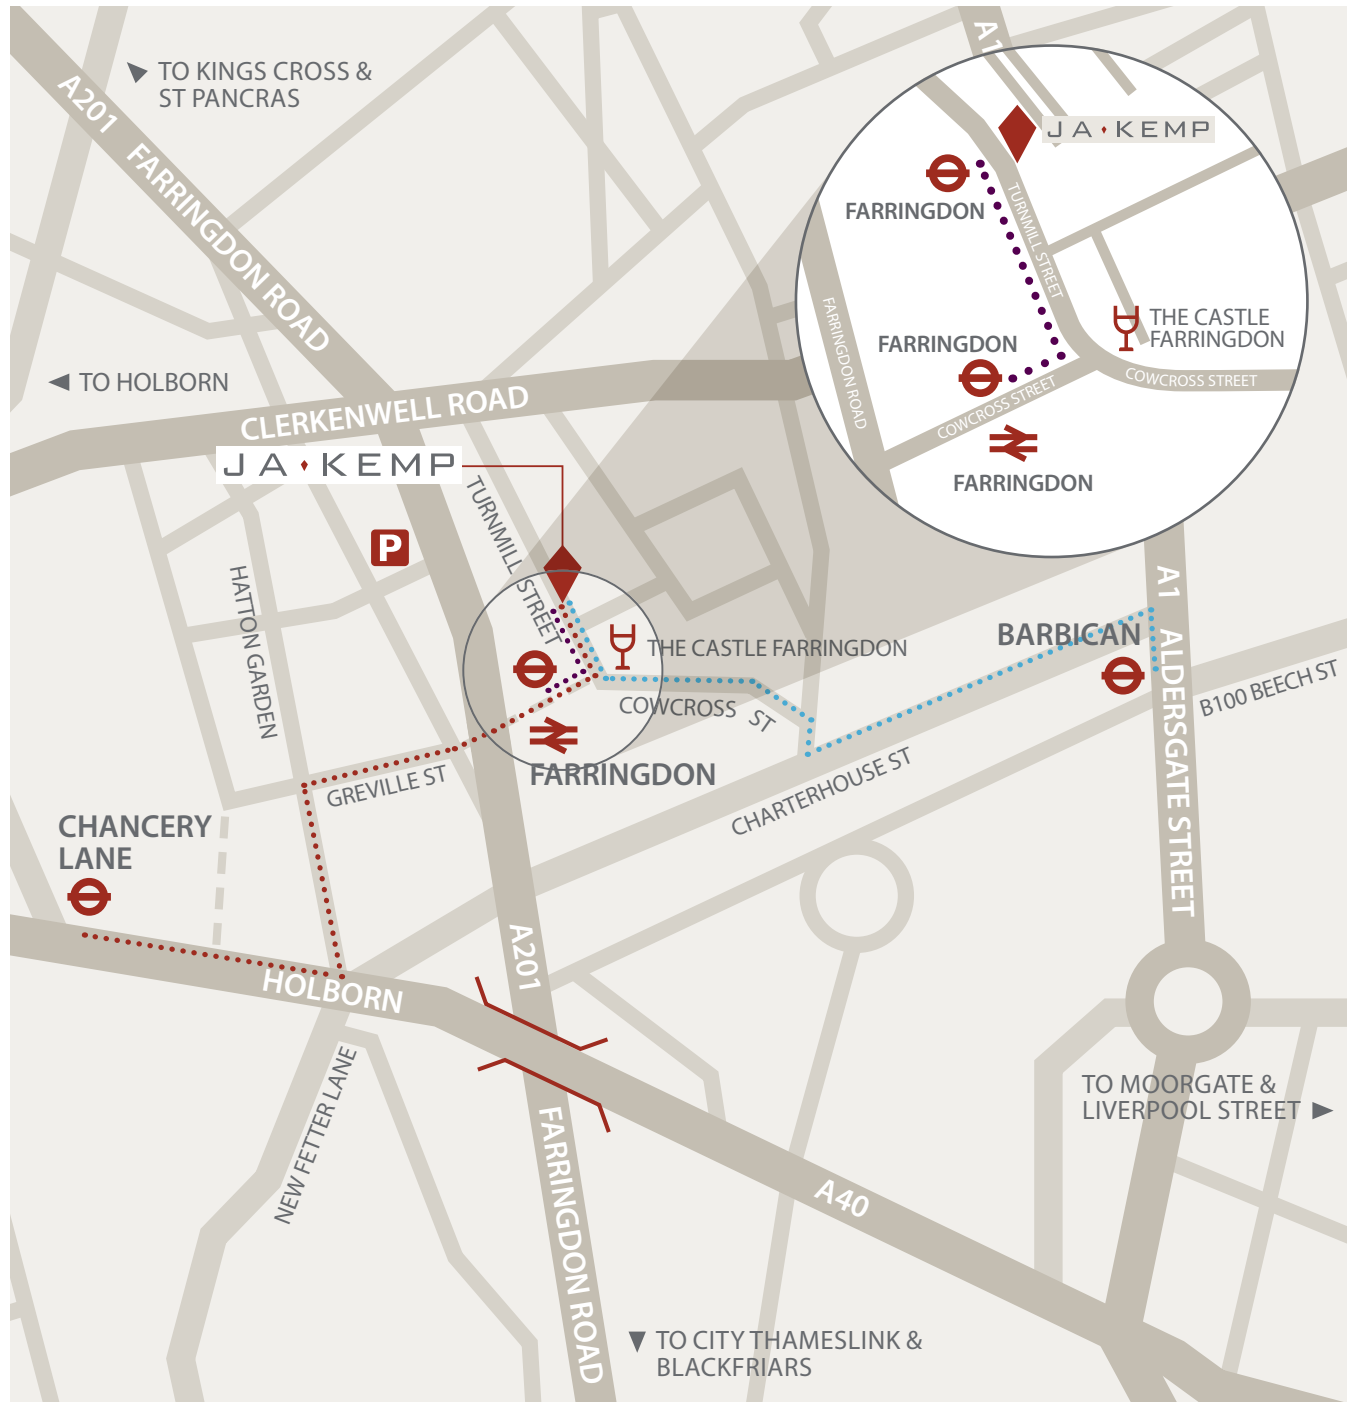 A201
FARRINGDON ROAD
TO KINGS CROSS &
ST PANCRAS
TO HOLBORN
CLERKENWELL ROAD
JA KEMP
P
TURNMILL STREET
HATTON GARDEN
THE CASTLE FARRINGDON
COWCROSS ST
FARRINGDON
GREVILLE ST
CHARTERHOUSE ST
CHANCERY
LANE
HOLBORN
A201
NEW FETTER LANE
FARRINGDON ROAD
A40
TO CITY THAMESLINK &
BLACKFRIARS
BARBICAN
A1
ALDERSGATE STREET
B100 BEECH ST
TO MOORGATE &
LIVERPOOL STREET
A1
JA KEMP
FARRINGDON
TURNMILL STREET
FARRINGDON ROAD
FARRINGDON
THE CASTLE
FARRINGDON
COWCROSS STREET
COWCROSS STREET
FARRINGDON